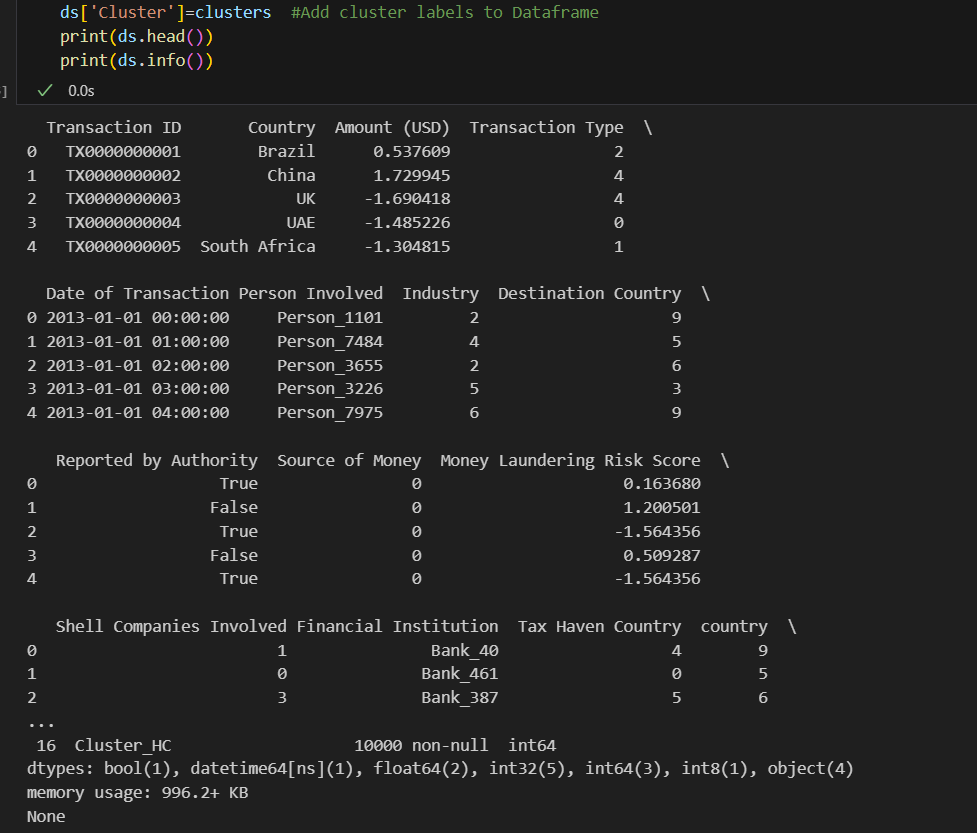 ds['Cluster']=clusters  #Add cluster labels to Dataframe
print(ds.head())
print(ds.info())
]  ✓  0.0s
  Transaction ID       Country  Amount (USD)  Transaction Type  \
0   TX0000000001        Brazil      0.537609                 2
1   TX0000000002         China      1.729945                 4
2   TX0000000003            UK     -1.690418                 4
3   TX0000000004           UAE     -1.485226                 0
4   TX0000000005  South Africa     -1.304815                 1
  Date of Transaction Person Involved  Industry  Destination Country  \
0 2013-01-01 00:00:00     Person_1101         2                    9
1 2013-01-01 01:00:00     Person_7484         4                    5
2 2013-01-01 02:00:00     Person_3655         2                    6
3 2013-01-01 03:00:00     Person_3226         5                    3
4 2013-01-01 04:00:00     Person_7975         6                    9
   Reported by Authority  Source of Money  Money Laundering Risk Score  \
0                   True                0                     0.163680
1                  False                0                     1.200501
2                   True                0                    -1.564356
3                  False                0                     0.509287
4                   True                0                    -1.564356
   Shell Companies Involved Financial Institution  Tax Haven Country  country  \
0                         1               Bank_40                  4        9
1                         0              Bank_461                  0        5
2                         3              Bank_387                  5        6
...
 16  Cluster_HC                   10000 non-null  int64
dtypes: bool(1), datetime64[ns](1), float64(2), int32(5), int64(3), int8(1), object(4)
memory usage: 996.2+ KB
None